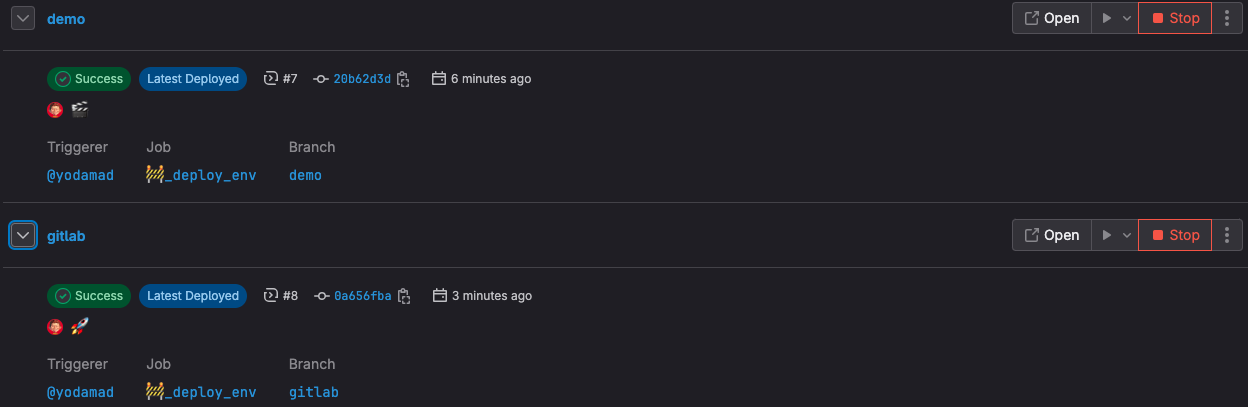 demo Open Stop
Success Latest Deployed #7 20b62d3d 6 minutes ago
🎬
Triggerer Job Branch
@yodamad 🚧_deploy_env demo
gitlab Open Stop
Success Latest Deployed #8 0a656fba 3 minutes ago
🚀
Triggerer Job Branch
@yodamad 🚧_deploy_env gitlab